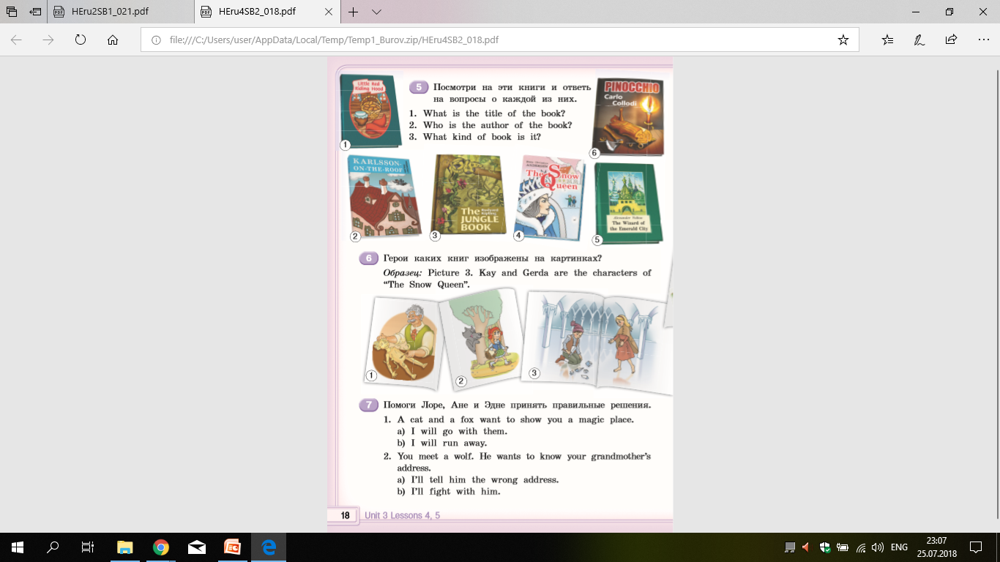 HEru2SB1_021.pdf
HEru4SB2_018.pdf
file:///C:/Users/user/AppData/Local/Temp/Temp1_Burov.zip/HEru4SB2_018.pdf
Little Red
Riding Hood
1
5 Посмотри на эти книги и ответь
на вопросы о каждой из них.
1. What is the title of the book?
2. Who is the author of the book?
3. What kind of book is it?
PINOCCHIO
Carlo
Collodi
6
KARLSSON-
ON-THE-ROOF
2
Rudyard
Kipling
The
JUNGLE
BOOK
3
ANDERSEN
The Snow
Queen
4
Alexander Volkov
The Wizard of
the Emerald City
5
6 Герои каких книг изображены на картинках?
Образец: Picture 3. Kay and Gerda are the characters of
“The Snow Queen”.
1
2
3
7 Помоги Лоре, Ане и Эдне принять правильные решения.
1. A cat and a fox want to show you a magic place.
a) I will go with them.
b) I will run away.
2. You meet a wolf. He wants to know your grandmother’s
address.
a) I’ll tell him the wrong address.
b) I’ll fight with him.
18 Unit 3 Lessons 4, 5
ENG
23:07
25.07.2018